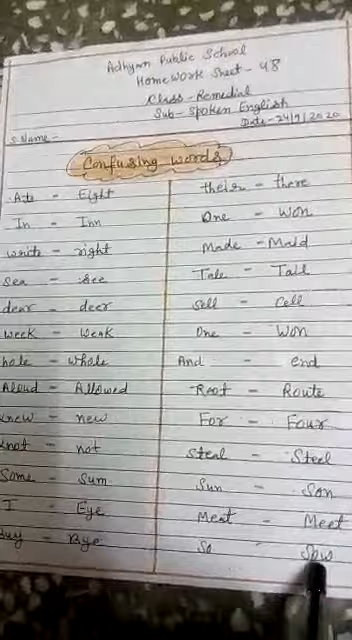 Adhyan Public School
Homework Sheet - 48
Class - Remedial
Sub - Spoken English
Date - 24/9/2020
S.Name -
Confusing words
Ate - Eight
In - Inn
write - right
sea - see
dear - deer
week - weak
hole - whole
Aloud - Allowed
knew - new
knot - not
Some - Sum
I - Eye
Buy - Bye
their - there
One - Won
Made - Maid
Tale - Tail
Sell - Cell
One - Won
And - end
Root - Route
For - Four
Steal - Steel
Sun - Son
Meat - Meet
So - Sow